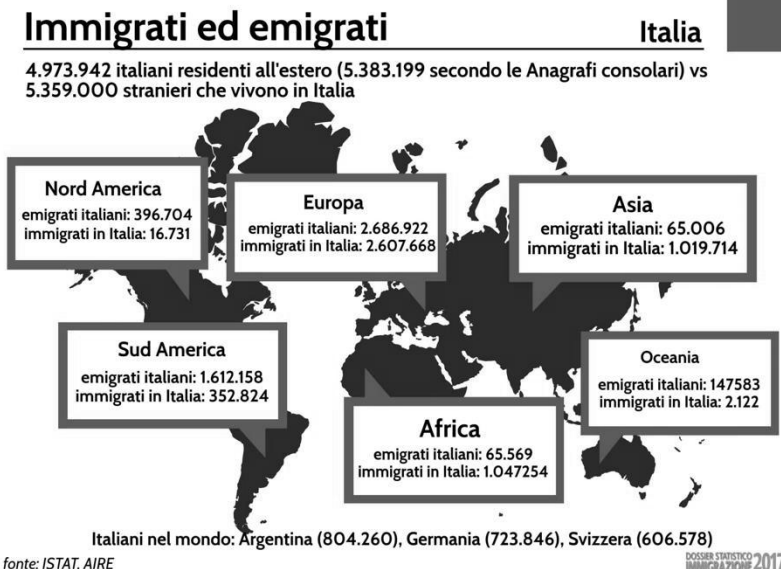 Immigrati ed emigrati
Italia
4.973.942 italiani residenti all'estero (5.383.199 secondo le Anagrafi consolari) vs
5.359.000 stranieri che vivono in Italia
Nord America
emigrati italiani: 396.704
immigrati in Italia: 16.731
Europa
emigrati italiani: 2.686.922
immigrati in Italia: 2.607.668
Asia
emigrati italiani: 65.006
immigrati in Italia: 1.019.714
Sud America
emigrati italiani: 1.612.158
immigrati in Italia: 352.824
Africa
emigrati italiani: 65.569
immigrati in Italia: 1.047254
Oceania
emigrati italiani: 147583
immigrati in Italia: 2.122
Italiani nel mondo: Argentina (804.260), Germania (723.846), Svizzera (606.578)
fonte: ISTAT, AIRE
DOSSIER STATISTICO
IMMIGRAZIONE 2017